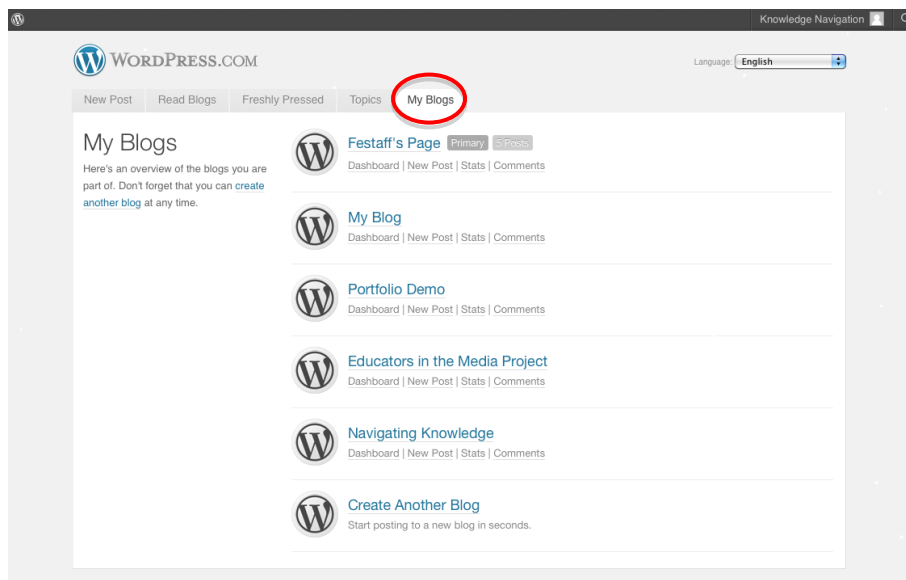 Knowledge Navigation
WORDPRESS.COM
Language: English
New Post Read Blogs Freshly Pressed Topics My Blogs
My Blogs
Here's an overview of the blogs you are
part of. Don't forget that you can create
another blog at any time.
Festaff's Page Primary 5 Posts
Dashboard | New Post | Stats | Comments
My Blog
Dashboard | New Post | Stats | Comments
Portfolio Demo
Dashboard | New Post | Stats | Comments
Educators in the Media Project
Dashboard | New Post | Stats | Comments
Navigating Knowledge
Dashboard | New Post | Stats | Comments
Create Another Blog
Start posting to a new blog in seconds.